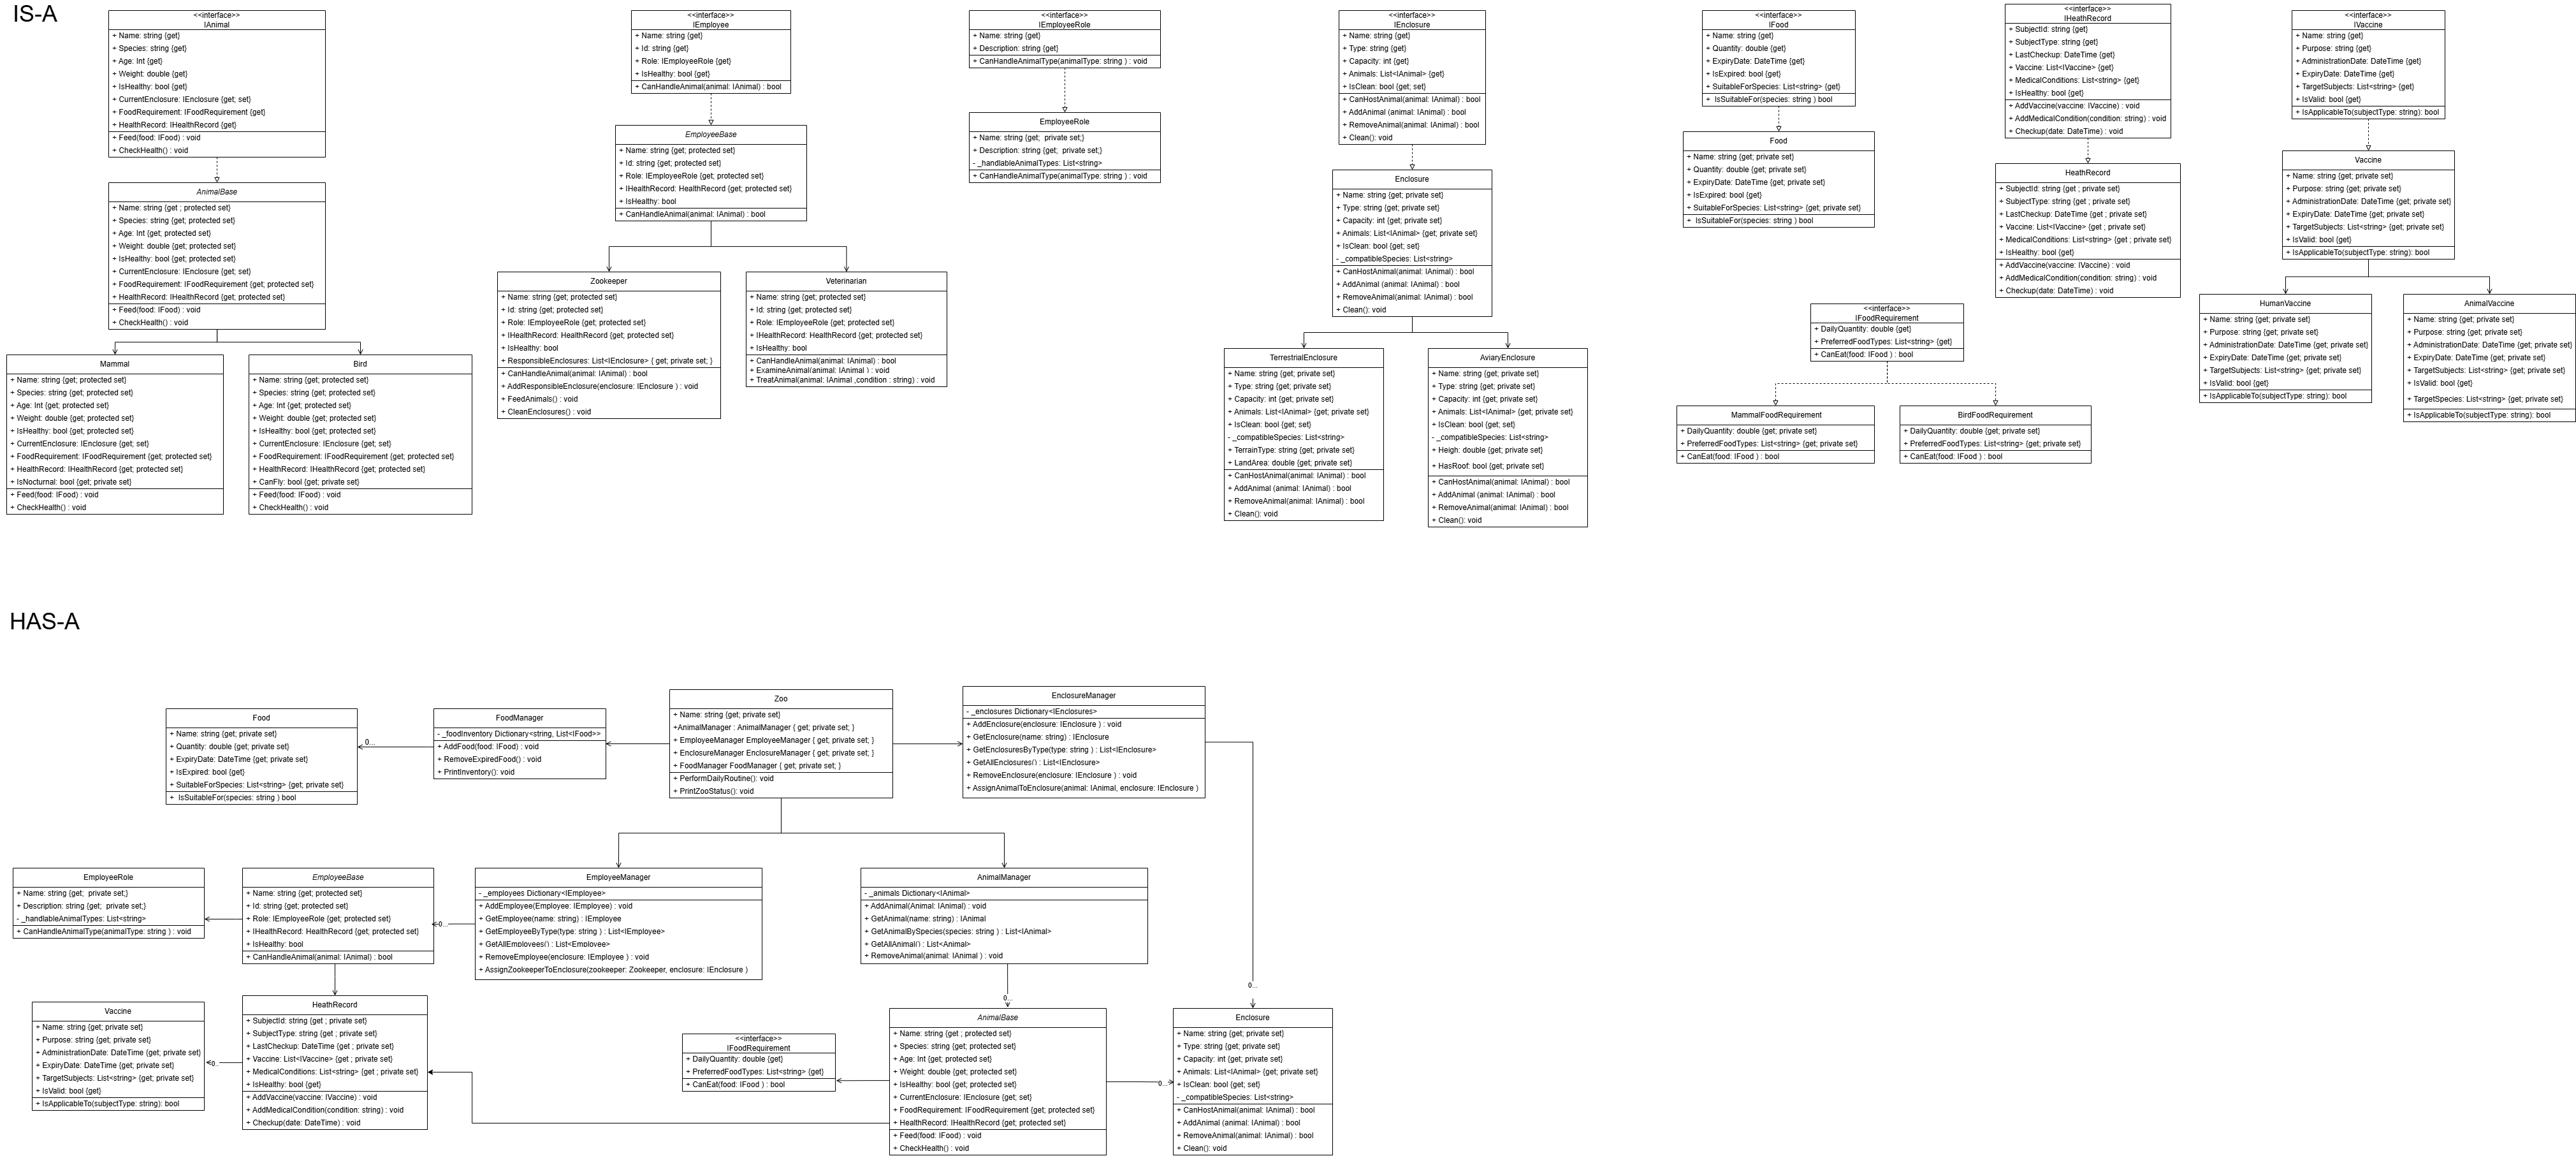 IS-A
<<interface>>
IAnimal
+ Name: string {get}
+ Species: string {get}
+ Age: Int {get}
+ Weight: double {get}
+ IsHealthy: bool {get}
+ CurrentEnclosure: IEnclosure {get; set}
+ FoodRequirement: IFoodRequirement {get}
+ HealthRecord: IHealthRecord {get}
+ Feed(food: IFood) : void
+ CheckHealth() : void
AnimalBase
+ Name: string {get ; protected set}
+ Species: string {get; protected set}
+ Age: Int {get; protected set}
+ Weight: double {get; protected set}
+ IsHealthy: bool {get; protected set}
+ CurrentEnclosure: IEnclosure {get; set}
+ FoodRequirement: IFoodRequirement {get; protected set}
+ HealthRecord: IHealthRecord {get; protected set}
+ Feed(food: IFood) : void
+ CheckHealth() : void
Mammal
+ Name: string {get; protected set}
+ Species: string {get; protected set}
+ Age: Int {get; protected set}
+ Weight: double {get; protected set}
+ IsHealthy: bool {get; protected set}
+ CurrentEnclosure: IEnclosure {get; set}
+ FoodRequirement: IFoodRequirement {get; protected set}
+ HealthRecord: IHealthRecord {get; protected set}
+ IsNocturnal: bool {get; private set}
+ Feed(food: IFood) : void
+ CheckHealth() : void
Bird
+ Name: string {get; protected set}
+ Species: string {get; protected set}
+ Age: Int {get; protected set}
+ Weight: double {get; protected set}
+ IsHealthy: bool {get; protected set}
+ CurrentEnclosure: IEnclosure {get; set}
+ FoodRequirement: IFoodRequirement {get; protected set}
+ HealthRecord: IHealthRecord {get; protected set}
+ CanFly: bool {get; private set}
+ Feed(food: IFood) : void
+ CheckHealth() : void
<<interface>>
IEmployee
+ Name: string {get}
+ Id: string {get}
+ Role: IEmployeeRole {get}
+ IsHealthy: bool {get}
+ CanHandleAnimal(animal: IAnimal) : bool
EmployeeBase
+ Name: string {get; protected set}
+ Id: string {get; protected set}
+ Role: IEmployeeRole {get; protected set}
+ IHealthRecord: HealthRecord {get; protected set}
+ IsHealthy: bool
+ CanHandleAnimal(animal: IAnimal) : bool
Zookeeper
+ Name: string {get; protected set}
+ Id: string {get; protected set}
+ Role: IEmployeeRole {get; protected set}
+ IHealthRecord: HealthRecord {get; protected set}
+ IsHealthy: bool
+ ResponsibleEnclosures: List<IEnclosure> { get; private set; }
+ CanHandleAnimal(animal: IAnimal) : bool
+ AddResponsibleEnclosure(enclosure: IEnclosure ) : void
+ FeedAnimals() : void
+ CleanEnclosures() : void
Veterinarian
+ Name: string {get; protected set}
+ Id: string {get; protected set}
+ Role: IEmployeeRole {get; protected set}
+ IHealthRecord: HealthRecord {get; protected set}
+ IsHealthy: bool
+ CanHandleAnimal(animal: IAnimal) : bool
+ ExamineAnimal(animal: IAnimal ) : void
+ TreatAnimal(animal: IAnimal ,condition : string) : void
<<interface>>
IEmployeeRole
+ Name: string {get}
+ Description: string {get}
+ CanHandleAnimalType(animalType: string ) : void
EmployeeRole
+ Name: string {get;  private set;}
+ Description: string {get;  private set;}
- _handlableAnimalTypes: List<string>
+ CanHandleAnimalType(animalType: string ) : void
<<interface>>
IEnclosure
+ Name: string {get}
+ Type: string {get}
+ Capacity: int {get}
+ Animals: List<IAnimal> {get}
+ IsClean: bool {get; set}
+ CanHostAnimal(animal: IAnimal) : bool
+ AddAnimal (animal: IAnimal) : bool
+ RemoveAnimal (animal: IAnimal) : bool
+ Clean(): void
Enclosure
+ Name: string {get; private set}
+ Type: string {get; private set}
+ Capacity: int {get; private set}
+ Animals: List<IAnimal> {get; private set}
+ IsClean: bool {get; set}
- _compatibleSpecies: List<string>
+ CanHostAnimal(animal: IAnimal) : bool
+ AddAnimal (animal: IAnimal) : bool
+ RemoveAnimal(animal: IAnimal) : bool
+ Clean(): void
TerrestrialEnclosure
+ Name: string {get; private set}
+ Type: string {get; private set}
+ Capacity: int {get; private set}
+ Animals: List<IAnimal> {get; private set}
+ IsClean: bool {get; set}
- _compatibleSpecies: List<string>
+ TerrainType: string {get; private set}
+ LandArea: double {get; private set}
+ CanHostAnimal(animal: IAnimal) : bool
+ AddAnimal (animal: IAnimal) : bool
+ RemoveAnimal(animal: IAnimal) : bool
+ Clean(): void
AviaryEnclosure
+ Name: string {get; private set}
+ Type: string {get; private set}
+ Capacity: int {get; private set}
+ Animals: List<IAnimal> {get; private set}
+ IsClean: bool {get; set}
- _compatibleSpecies: List<string>
+ Heigh: double {get; private set}
+ HasRoof: bool {get; private set}
+ CanHostAnimal(animal: IAnimal) : bool
+ AddAnimal (animal: IAnimal) : bool
+ RemoveAnimal(animal: IAnimal) : bool
+ Clean(): void
<<interface>>
IFood
+ Name: string {get}
+ Quantity: double {get}
+ ExpiryDate: DateTime {get}
+ IsExpired: bool {get}
+ SuitableForSpecies: List<string> {get}
+  IsSuitableFor(species: string ) bool
Food
+ Name: string {get; private set}
+ Quantity: double {get; private set}
+ ExpiryDate: DateTime {get; private set}
+ IsExpired: bool {get}
+ SuitableForSpecies: List<string> {get; private set}
+  IsSuitableFor(species: string ) bool
<<interface>>
IFoodRequirement
+ DailyQuantity: double {get}
+ PreferredFoodTypes: List<string> {get}
+ CanEat(food: IFood ) : bool
MammalFoodRequirement
+ DailyQuantity: double {get; private set}
+ PreferredFoodTypes: List<string> {get; private set}
+ CanEat(food: IFood ) : bool
BirdFoodRequirement
+ DailyQuantity: double {get; private set}
+ PreferredFoodTypes: List<string> {get; private set}
+ CanEat(food: IFood ) : bool
<<interface>>
IHeathRecord
+ SubjectId: string {get}
+ SubjectType: string {get}
+ LastCheckup: DateTime {get}
+ Vaccine: List<IVaccine> {get}
+ MedicalConditions: List<string> {get}
+ IsHealthy: bool {get}
+ AddVaccine(vaccine: IVaccine) : void
+ AddMedicalCondition(condition: string) : void
+ Checkup(date: DateTime) : void
HeathRecord
+ SubjectId: string {get ; private set}
+ SubjectType: string {get ; private set}
+ LastCheckup: DateTime {get ; private set}
+ Vaccine: List<IVaccine> {get ; private set}
+ MedicalConditions: List<string> {get ; private set}
+ IsHealthy: bool {get}
+ AddVaccine(vaccine: IVaccine) : void
+ AddMedicalCondition(condition: string) : void
+ Checkup(date: DateTime) : void
<<interface>>
IVaccine
+ Name: string {get}
+ Purpose: string {get}
+ AdministrationDate: DateTime {get}
+ ExpiryDate: DateTime {get}
+ TargetSubjects: List<string> {get}
+ IsValid: bool {get}
+ IsApplicableTo(subjectType: string): bool
Vaccine
+ Name: string {get; private set}
+ Purpose: string {get; private set}
+ AdministrationDate: DateTime {get; private set}
+ ExpiryDate: DateTime {get; private set}
+ TargetSubjects: List<string> {get; private set}
+ IsValid: bool {get}
+ IsApplicableTo(subjectType: string): bool
HumanVaccine
+ Name: string {get; private set}
+ Purpose: string {get; private set}
+ AdministrationDate: DateTime {get; private set}
+ ExpiryDate: DateTime {get; private set}
+ TargetSubjects: List<string> {get; private set}
+ IsValid: bool {get}
+ IsApplicableTo(subjectType: string): bool
AnimalVaccine
+ Name: string {get; private set}
+ Purpose: string {get; private set}
+ AdministrationDate: DateTime {get; private set}
+ ExpiryDate: DateTime {get; private set}
+ TargetSubjects: List<string> {get; private set}
+ IsValid: bool {get}
+ TargetSpecies: List<string> {get; private set}
+ IsApplicableTo(subjectType: string): bool
HAS-A
Food
+ Name: string {get; private set}
+ Quantity: double {get; private set}
+ ExpiryDate: DateTime {get; private set}
+ IsExpired: bool {get}
+ SuitableForSpecies: List<string> {get; private set}
+  IsSuitableFor(species: string ) bool
0...
FoodManager
- _foodInventory Dictionary<string, List<IFood>>
+ AddFood(food: IFood) : void
+ RemoveExpiredFood() : void
+ PrintInventory(): void
Zoo
+ Name: string {get; private set}
+AnimalManager : AnimalManager { get; private set; }
+ EmployeeManager EmployeeManager { get; private set; }
+ EnclosureManager EnclosureManager { get; private set; }
+ FoodManager FoodManager { get; private set; }
+ PerformDailyRoutine(): void
+ PrintZooStatus(): void
EnclosureManager
- _enclosures Dictionary<IEnclosures>
+ AddEnclosure(enclosure: IEnclosure ) : void
+ GetEnclosure(name: string) : IEnclosure
+ GetEnclosuresByType(type: string ) : List<IEnclosure>
+ GetAllEnclosures() : List<IEnclosure>
+ RemoveEnclosure(enclosure: IEnclosure ) : void
+ AssignAnimalToEnclosure(animal: IAnimal, enclosure: IEnclosure )
EmployeeRole
+ Name: string {get;  private set;}
+ Description: string {get;  private set;}
- _handlableAnimalTypes: List<string>
+ CanHandleAnimalType(animalType: string ) : void
EmployeeBase
+ Name: string {get; protected set}
+ Id: string {get; protected set}
+ Role: IEmployeeRole {get; protected set}
+ IHealthRecord: HealthRecord {get; protected set}
+ IsHealthy: bool
+ CanHandleAnimal(animal: IAnimal) : bool
0...
EmployeeManager
- _employees Dictionary<IEmployee>
+ AddEmployee(Employee: IEmployee) : void
+ GetEmployee(name: string) : IEmployee
+ GetEmployeeByType(type: string ) : List<IEmployee>
+ GetAllEmployees() : List<Employee>
+ RemoveEmployee(enclosure: IEmployee ) : void
+ AssignZookeeperToEnclosure(zookeeper: Zookeeper, enclosure: IEnclosure )
AnimalManager
- _animals Dictionary<IAnimal>
+ AddAnimal(Animal: IAnimal) : void
+ GetAnimal(name: string) : IAnimal
+ GetAnimalBySpecies(species: string ) : List<IAnimal>
+ GetAllAnimal() : List<Animal>
+ RemoveAnimal(animal: IAnimal ) : void
0...
0...
Vaccine
+ Name: string {get; private set}
+ Purpose: string {get; private set}
+ AdministrationDate: DateTime {get; private set}
+ ExpiryDate: DateTime {get; private set}
+ TargetSubjects: List<string> {get; private set}
+ IsValid: bool {get}
+ IsApplicableTo(subjectType: string): bool
0..
HeathRecord
+ SubjectId: string {get ; private set}
+ SubjectType: string {get ; private set}
+ LastCheckup: DateTime {get ; private set}
+ Vaccine: List<IVaccine> {get ; private set}
+ MedicalConditions: List<string> {get ; private set}
+ IsHealthy: bool {get}
+ AddVaccine(vaccine: IVaccine) : void
+ AddMedicalCondition(condition: string) : void
+ Checkup(date: DateTime) : void
<<interface>>
IFoodRequirement
+ DailyQuantity: double {get}
+ PreferredFoodTypes: List<string> {get}
+ CanEat(food: IFood ) : bool
AnimalBase
+ Name: string {get ; protected set}
+ Species: string {get; protected set}
+ Age: Int {get; protected set}
+ Weight: double {get; protected set}
+ IsHealthy: bool {get; protected set}
+ CurrentEnclosure: IEnclosure {get; set}
+ FoodRequirement: IFoodRequirement {get; protected set}
+ HealthRecord: IHealthRecord {get; protected set}
+ Feed(food: IFood) : void
+ CheckHealth() : void
0...
Enclosure
+ Name: string {get; private set}
+ Type: string {get; private set}
+ Capacity: int {get; private set}
+ Animals: List<IAnimal> {get; private set}
+ IsClean: bool {get; set}
- _compatibleSpecies: List<string>
+ CanHostAnimal(animal: IAnimal) : bool
+ AddAnimal (animal: IAnimal) : bool
+ RemoveAnimal(animal: IAnimal) : bool
+ Clean(): void